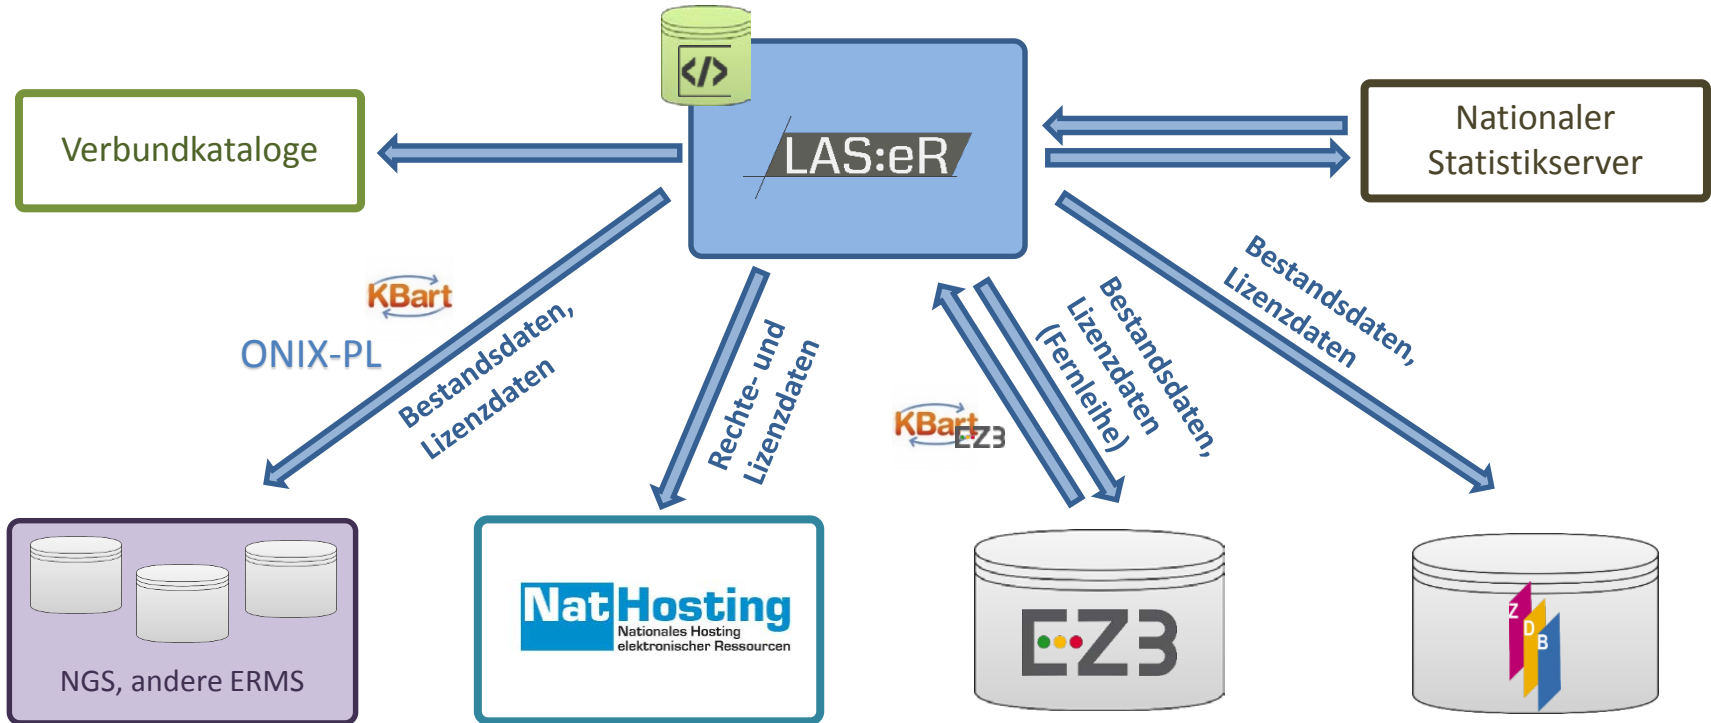 </>
LAS:eR
Verbundkataloge
Nationaler
Statistikserver
KBart
ONIX-PL
Bestandsdaten,
Lizenzdaten
Rechte- und
Lizenzdaten
KBart
EZB
Bestandsdaten,
Lizenzdaten
(Fernleihe)
Bestandsdaten,
Lizenzdaten
NGS, andere ERMS
NatHosting
Nationales Hosting
elektronischer Ressourcen
EZB
ZDB